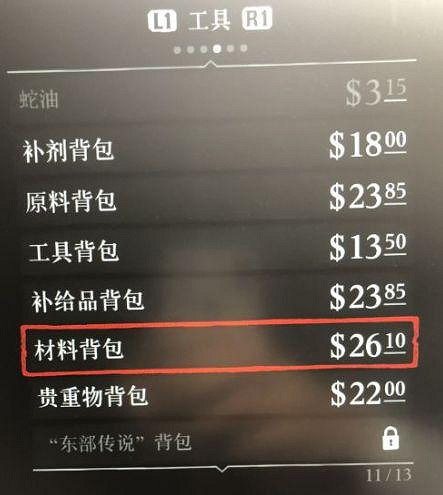 L1 工具 R1
蛇油 $3.15
补剂背包 $18.00
原料背包 $23.85
工具背包 $13.50
补给品背包 $23.85
材料背包 $26.10
贵重物背包 $22.00
“东部传说”背包
11/13